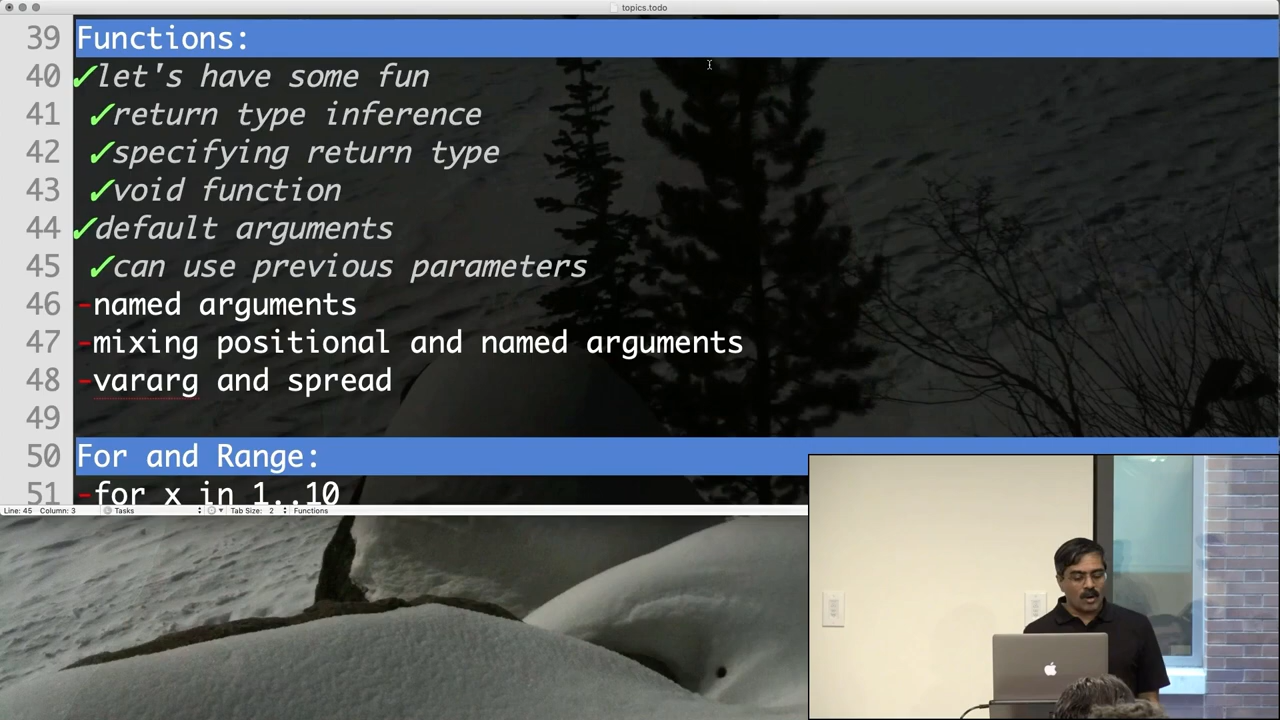 topics.todo
39 Functions:
40 ✓let's have some fun
41 ✓return type inference
42 ✓specifying return type
43 ✓void function
44 ✓default arguments
45 ✓can use previous parameters
46 -named arguments
47 -mixing positional and named arguments
48 -vararg and spread
49
50 For and Range:
51 -for x in 1..10
Line: 45 Column: 3 Tasks Tab Size: 2 Functions